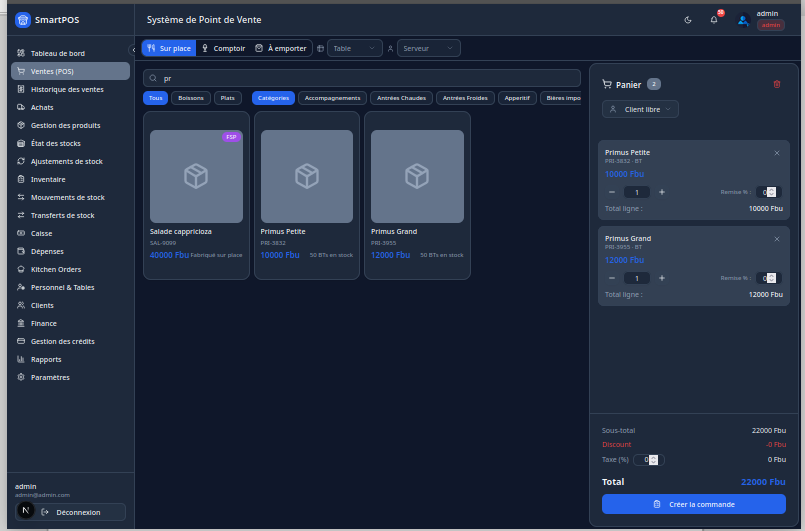 SmartPOS
Système de Point de Vente
admin
admin
Tableau de bord
Ventes (POS)
Historique des ventes
Achats
Gestion des produits
État des stocks
Ajustements de stock
Inventaire
Mouvements de stock
Transferts de stock
Caisse
Dépenses
Kitchen Orders
Personnel & Tables
Clients
Finance
Gestion des crédits
Rapports
Paramètres
admin
admin@admin.com
N
Déconnexion
Sur place
Comptoir
À emporter
Table
Serveur
pr
Tous
Boissons
Plats
Catégories
Accompagnements
Antrées Chaudes
Antrées Froides
Apperitif
Bières impo
FSP
Salade cappricioza
SAL-9099
40000 Fbu Fabriqué sur place
Primus Petite
PRI-3832
10000 Fbu 50 BTs en stock
Primus Grand
PRI-3955
12000 Fbu 50 BTs en stock
Panier 2
Client libre
Primus Petite
PRI-3832 · BT
10000 Fbu
1
Remise % : 0
Total ligne : 10000 Fbu
Primus Grand
PRI-3955 · BT
12000 Fbu
1
Remise % : 0
Total ligne : 12000 Fbu
Sous-total 22000 Fbu
Discount -0 Fbu
Taxe (%) 0 0 Fbu
Total 22000 Fbu
Créer la commande